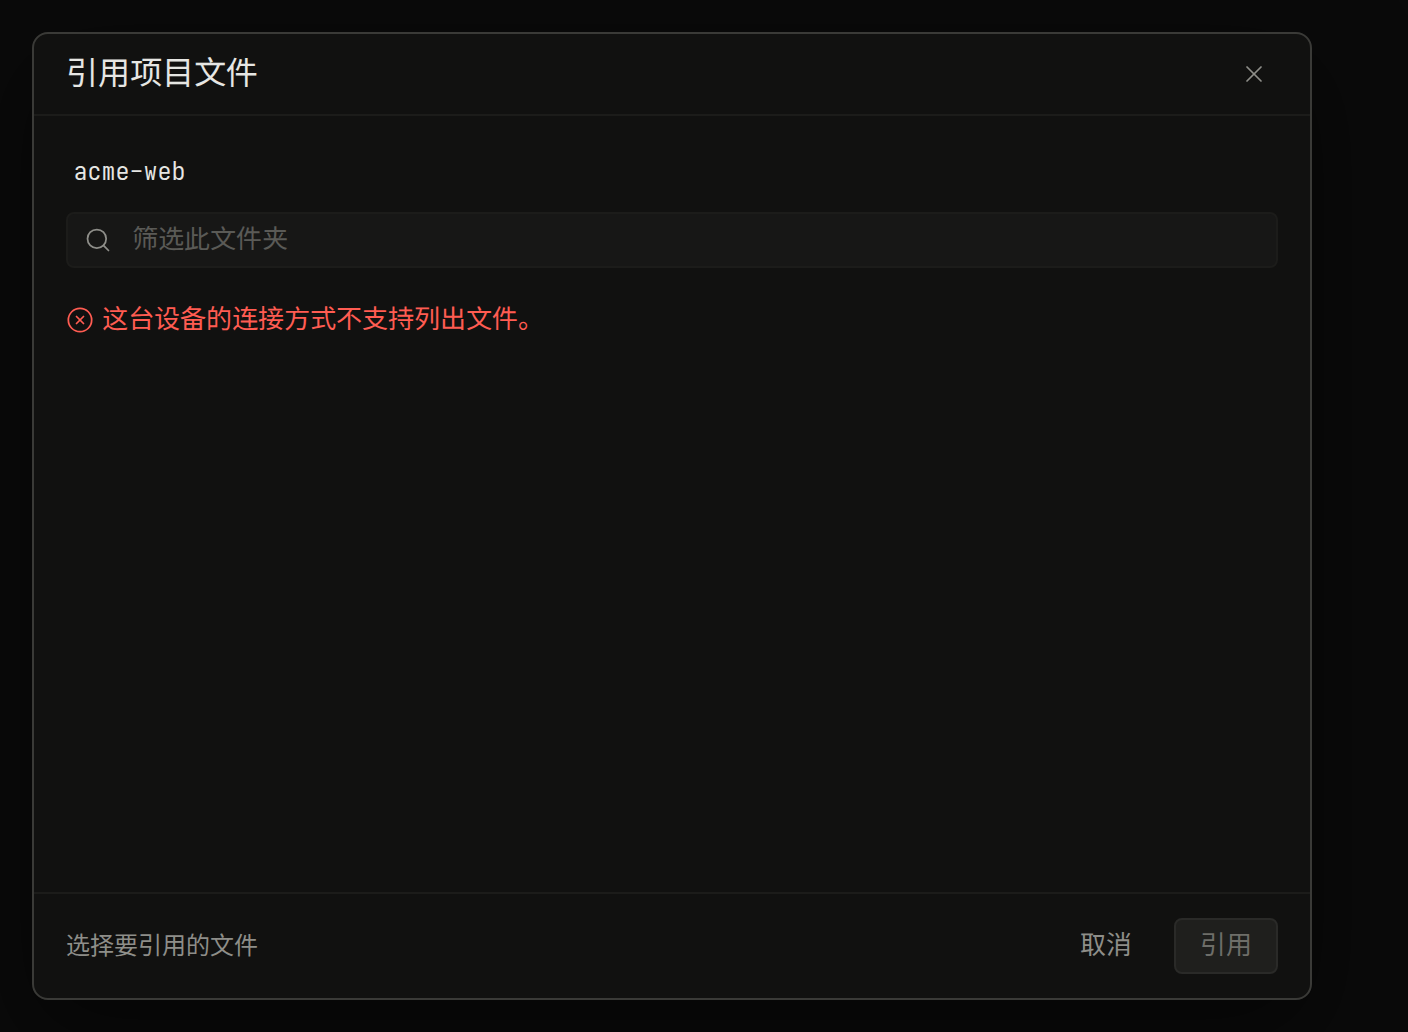 引用项目文件
acme-web
筛选此文件夹
这台设备的连接方式不支持列出文件。
选择要引用的文件
取消
引用